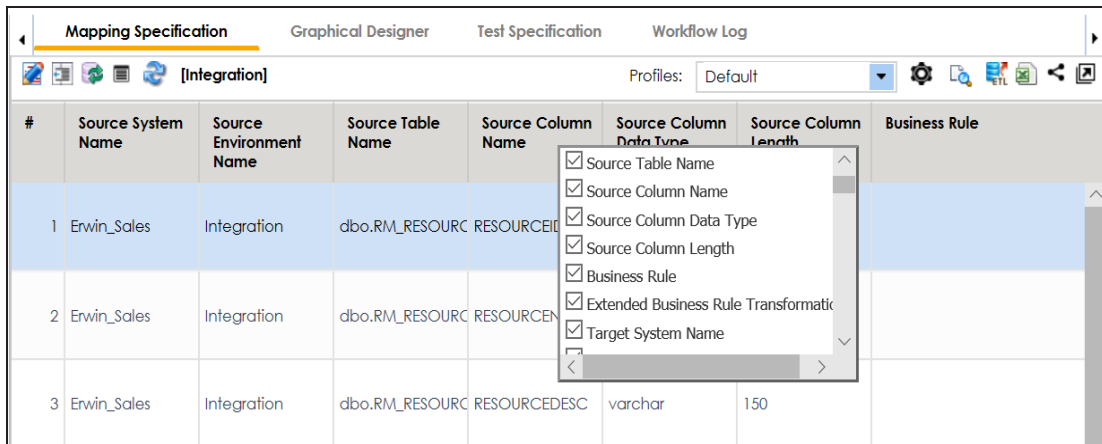 Mapping Specification Graphical Designer Test Specification Workflow Log
[Integration] Profiles: Default ETL
# Source System Name Source Environment Name Source Table Name Source Column Name Source Column Data Type Source Column Length Business Rule
Source Table Name
Source Column Name
Source Column Data Type
Source Column Length
Business Rule
Extended Business Rule Transformatio
Target System Name
1 Erwin_Sales Integration dbo.RM_RESOURC RESOURCEID
2 Erwin_Sales Integration dbo.RM_RESOURC RESOURCEN
3 Erwin_Sales Integration dbo.RM_RESOURC RESOURCEDESC varchar 150